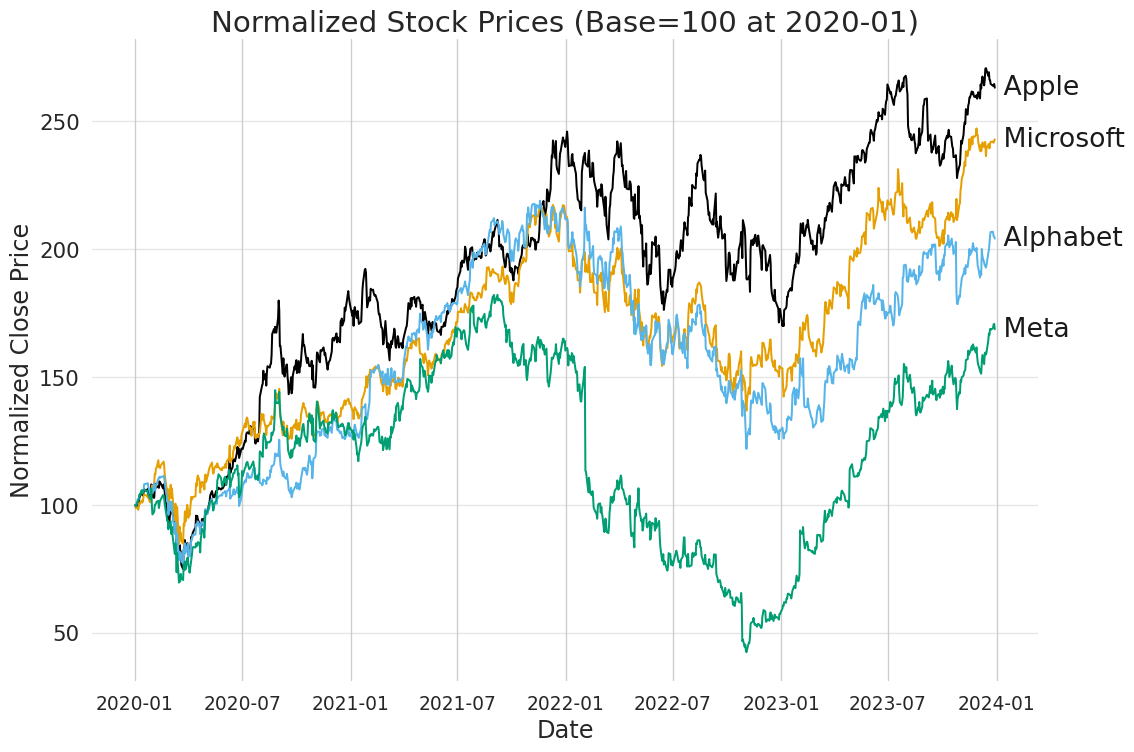 Normalized Stock Prices (Base=100 at 2020-01)
Normalized Close Price
250
200
150
100
50
Apple
Microsoft
Alphabet
Meta
2020-01 2020-07 2021-01 2021-07 2022-01 2022-07 2023-01 2023-07 2024-01
Date